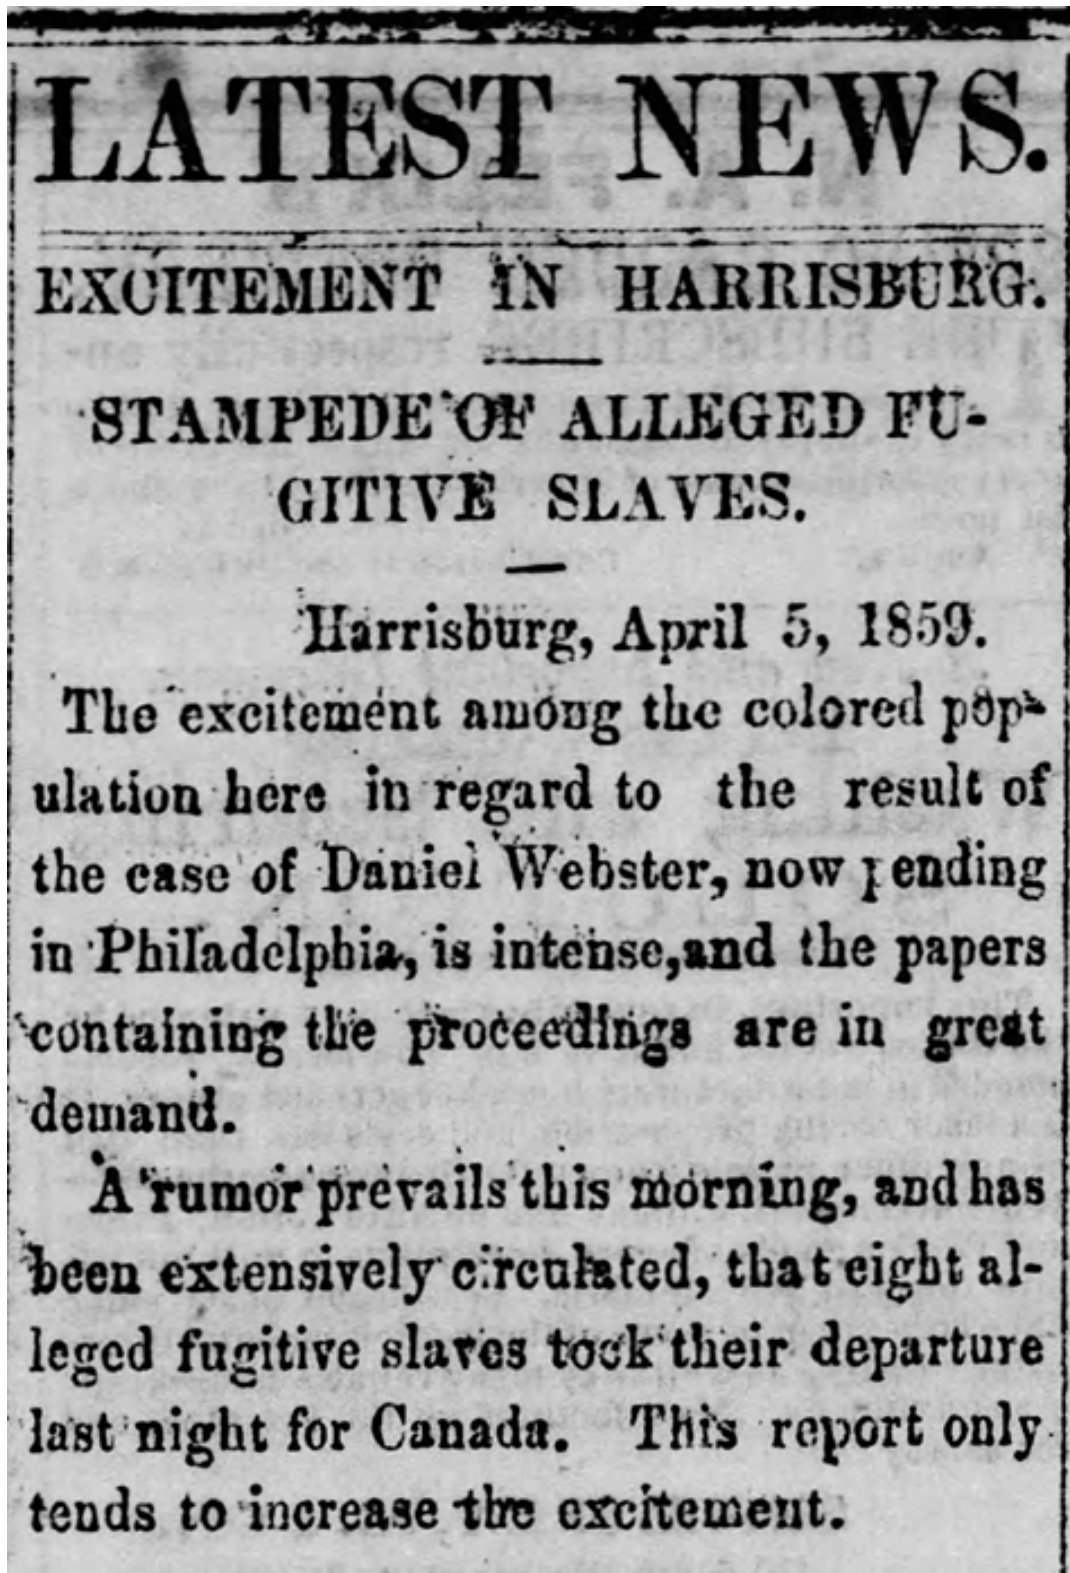 LATEST NEWS.
EXCITEMENT IN HARRISBURG.
STAMPEDE OF ALLEGED FU-
GITIVE SLAVES.
Harrisburg, April 5, 1859.
The excitement among the colored pop-
ulation here in regard to the result of
the case of Daniel Webster, now pending
in Philadelphia, is intense,and the papers
containing the proceedings are in great
demand.
A rumor prevails this morning, and has
been extensively circulated, that eight al-
leged fugitive slaves took their departure
last night for Canada. This report only
tends to increase the excitement.